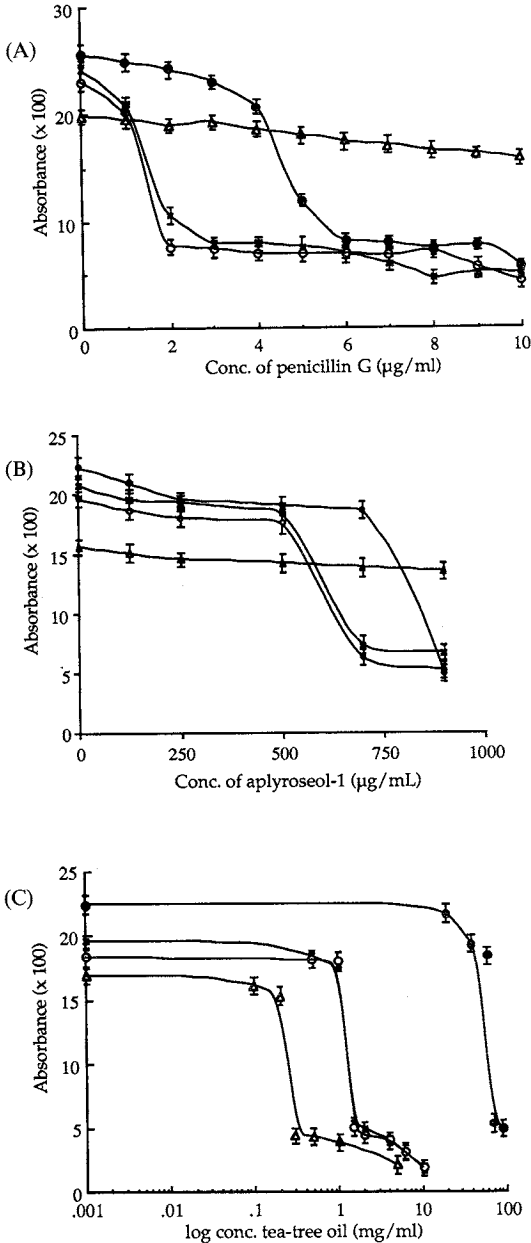 (A)
30
20
10
0
Absorbance (x 100)
0 2 4 6 8 10
Conc. of penicillin G (µg/ml)
(B)
25
20
15
10
5
0
Absorbance (x 100)
0 250 500 750 1000
Conc. of aplyroseol-1 (µg/mL)
(C)
25
20
15
10
5
0
Absorbance (x 100)
.001 .01 .1 1 10 100
log conc. tea-tree oil (mg/ml)